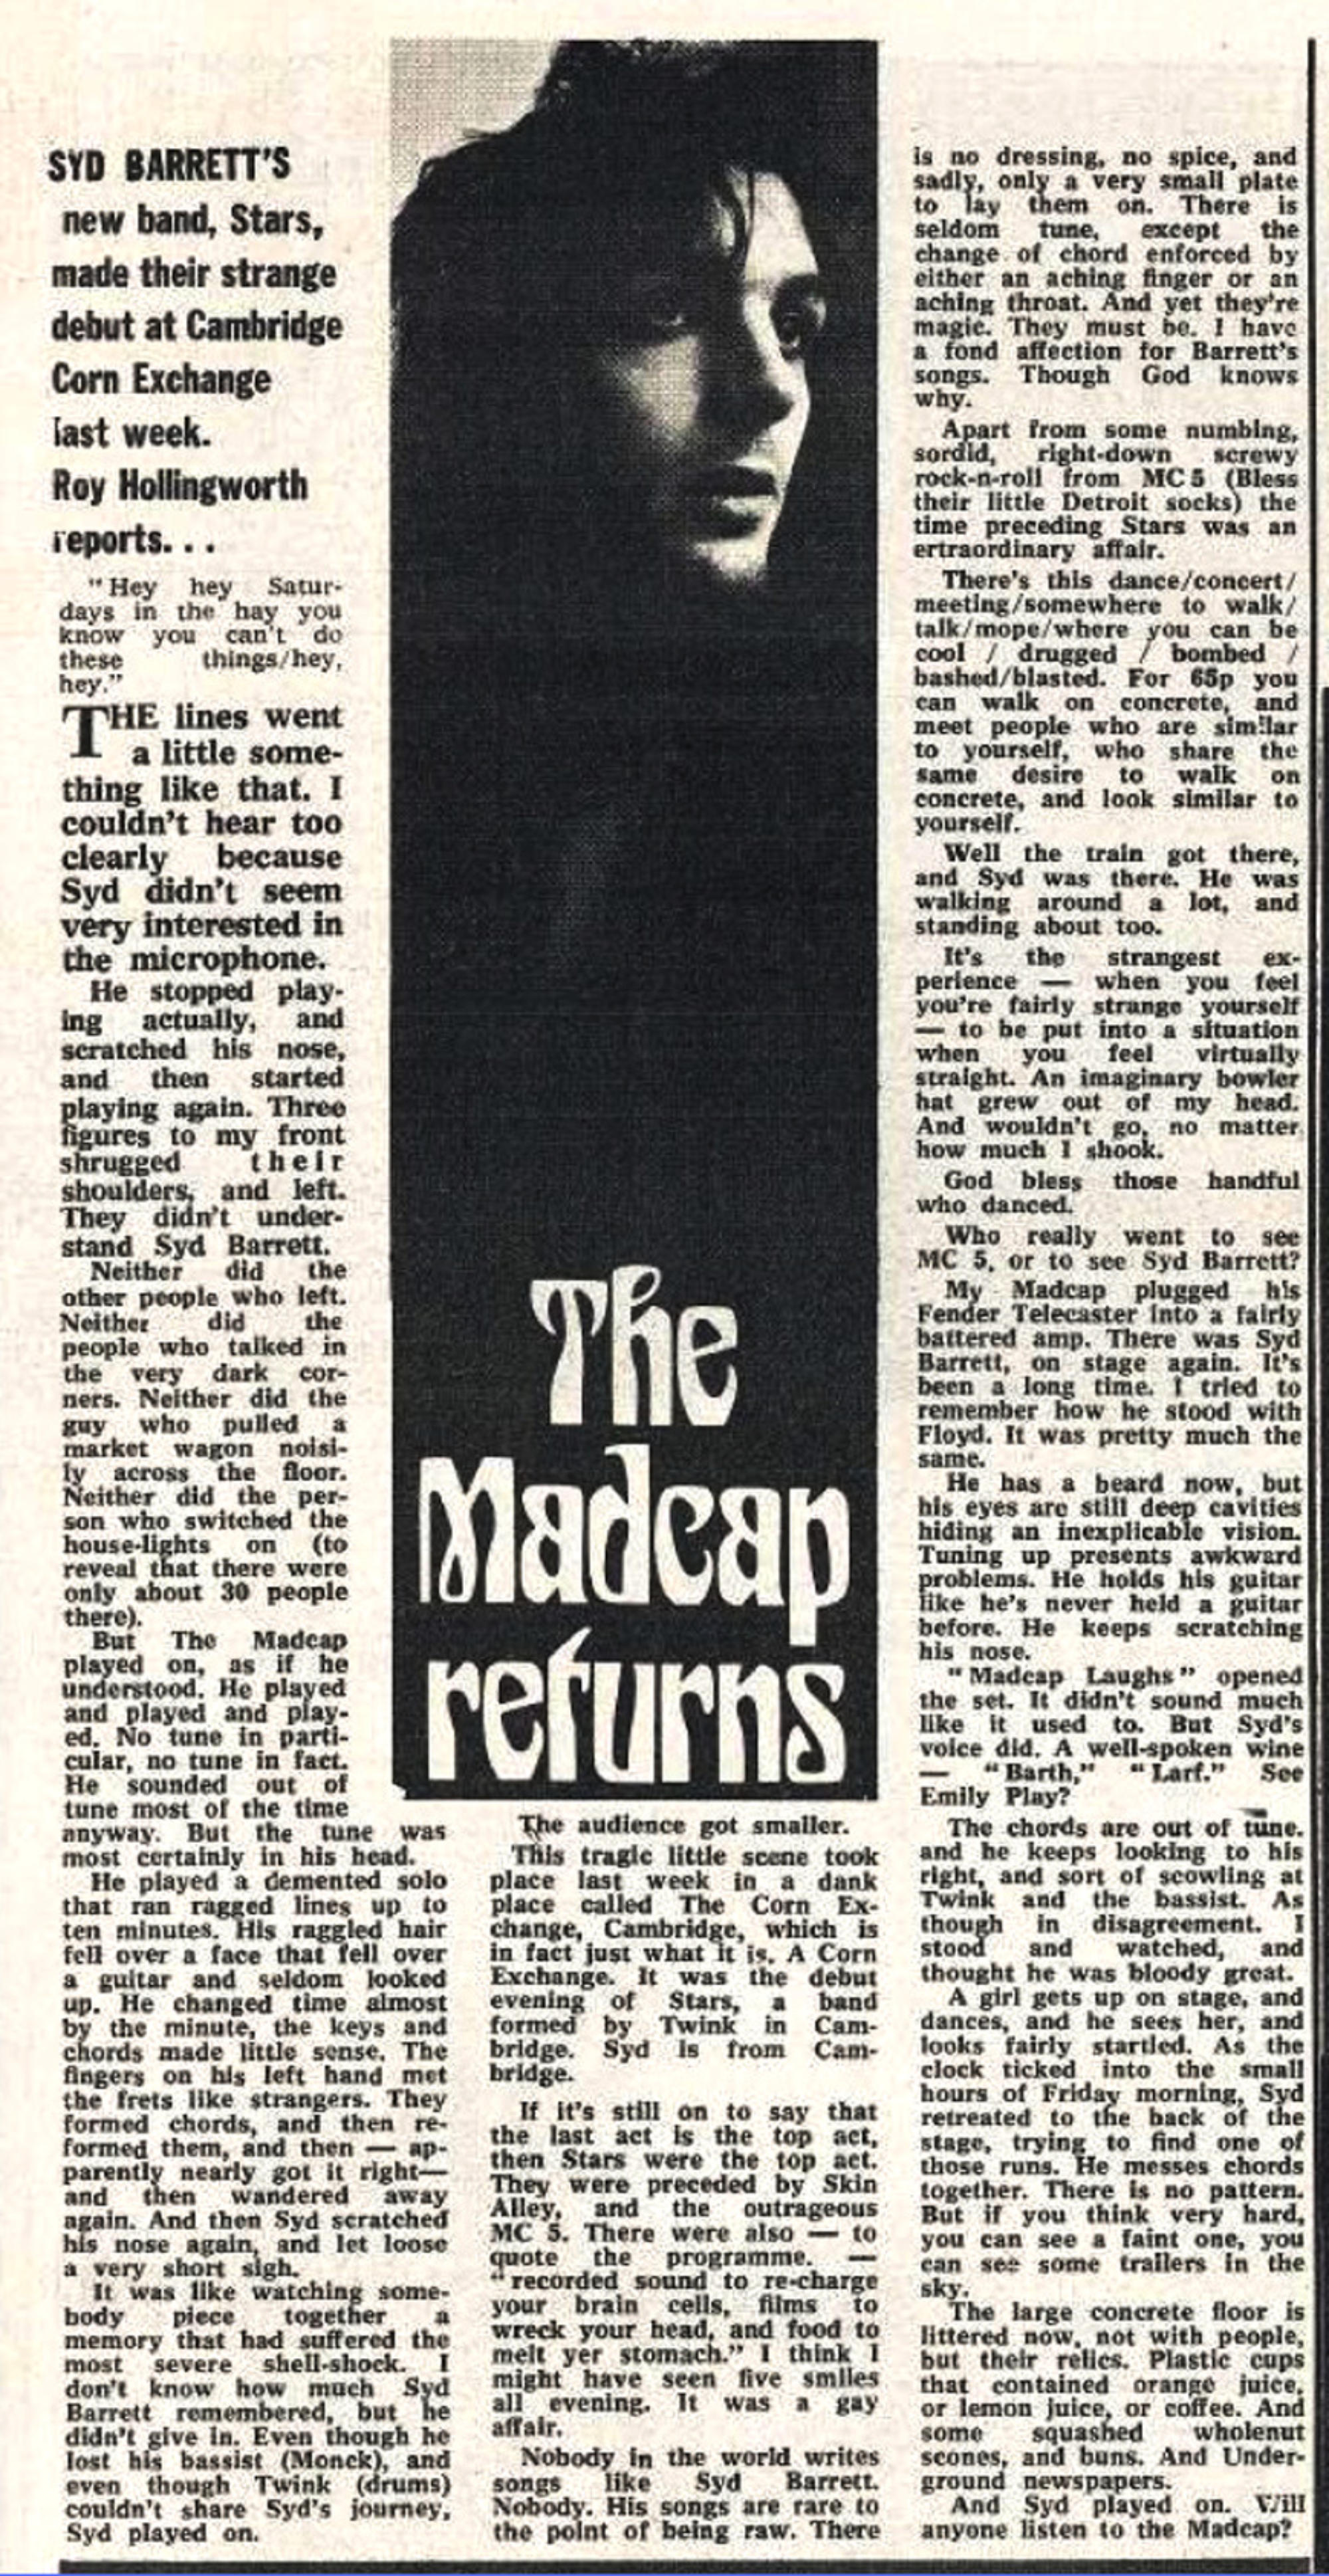 SYD BARRETT'S
new band, Stars,
made their strange
debut at Cambridge
Corn Exchange
last week.
Roy Hollingworth
reports. . .
"Hey hey Satur-
days in the hay you
know you can't do
these things/hey,
hey."
THE lines went
a little some-
thing like that. I
couldn't hear too
clearly because
Syd didn't seem
very interested in
the microphone.
He stopped play-
ing actually, and
scratched his nose,
and then started
playing again. Three
figures to my front
shrugged their
shoulders, and left.
They didn't under-
stand Syd Barrett.
Neither did the
other people who left.
Neither did the
people who talked in
the very dark cor-
ners. Neither did the
guy who pulled a
market wagon noisi-
ly across the floor.
Neither did the per-
son who switched the
house-lights on (to
reveal that there were
only about 30 people
there).
But The Madcap
played on, as if he
understood. He played
and played and play-
ed. No tune in parti-
cular, no tune in fact.
He sounded out of
tune most of the time
anyway. But the tune was
most certainly in his head.
He played a demented solo
that ran ragged lines up to
ten minutes. His raggled hair
fell over a face that fell over
a guitar and seldom looked
up. He changed time almost
by the minute, the keys and
chords made little sense. The
fingers on his left hand met
the frets like strangers. They
formed chords, and then re-
formed them, and then — ap-
parently nearly got it right—
and then wandered away
again. And then Syd scratched
his nose again, and let loose
a very short sigh.
It was like watching some-
body piece together a
memory that had suffered the
most severe shell-shock. I
don't know how much Syd
Barrett remembered, but he
didn't give in. Even though he
lost his bassist (Monck), and
even though Twink (drums)
couldn't share Syd's journey,
Syd played on.
The
Madcap
returns
The audience got smaller.
This tragic little scene took
place last week in a dank
place called The Corn Ex-
change, Cambridge, which is
in fact just what it is. A Corn
Exchange. It was the debut
evening of Stars, a band
formed by Twink in Cam-
bridge. Syd is from Cam-
bridge.
If it's still on to say that
the last act is the top act,
then Stars were the top act.
They were preceded by Skin
Alley, and the outrageous
MC 5. There were also — to
quote the programme. —
"recorded sound to re-charge
your brain cells, films to
wreck your head, and food to
melt yer stomach." I think I
might have seen five smiles
all evening. It was a gay
affair.
Nobody in the world writes
songs like Syd Barrett.
Nobody. His songs are rare to
the point of being raw. There
is no dressing, no spice, and
sadly, only a very small plate
to lay them on. There is
seldom tune, except the
change of chord enforced by
either an aching finger or an
aching throat. And yet they're
magic. They must be. I have
a fond affection for Barrett's
songs. Though God knows
why.
Apart from some numbing,
sordid, right-down screwy
rock-n-roll from MC5 (Bless
their little Detroit socks) the
time preceding Stars was an
ertraordinary affair.
There's this dance/concert/
meeting/somewhere to walk/
talk/mope/where you can be
cool / drugged / bombed /
bashed/blasted. For 65p you
can walk on concrete, and
meet people who are similar
to yourself, who share the
same desire to walk on
concrete, and look similar to
yourself.
Well the train got there,
and Syd was there. He was
walking around a lot, and
standing about too.
It's the strangest ex-
perience — when you feel
you're fairly strange yourself
— to be put into a situation
when you feel virtually
straight. An imaginary bowler
hat grew out of my head.
And wouldn't go, no matter
how much I shook.
God bless those handful
who danced.
Who really went to see
MC 5, or to see Syd Barrett?
My Madcap plugged his
Fender Telecaster into a fairly
battered amp. There was Syd
Barrett, on stage again. It's
been a long time. I tried to
remember how he stood with
Floyd. It was pretty much the
same.
He has a beard now, but
his eyes are still deep cavities
hiding an inexplicable vision.
Tuning up presents awkward
problems. He holds his guitar
like he's never held a guitar
before. He keeps scratching
his nose.
"Madcap Laughs" opened
the set. It didn't sound much
like it used to. But Syd's
voice did. A well-spoken wine
— "Barth," "Larf." See
Emily Play?
The chords are out of tune.
and he keeps looking to his
right, and sort of scowling at
Twink and the bassist. As
though in disagreement. I
stood and watched, and
thought he was bloody great.
A girl gets up on stage, and
dances, and he sees her, and
looks fairly startled. As the
clock ticked into the small
hours of Friday morning, Syd
retreated to the back of the
stage, trying to find one of
those runs. He messes chords
together. There is no pattern.
But if you think very hard,
you can see a faint one, you
can see some trailers in the
sky.
The large concrete floor is
littered now, not with people,
but their relics. Plastic cups
that contained orange juice,
or lemon juice, or coffee. And
some squashed wholenut
scones, and buns. And Under-
ground newspapers.
And Syd played on. Will
anyone listen to the Madcap?